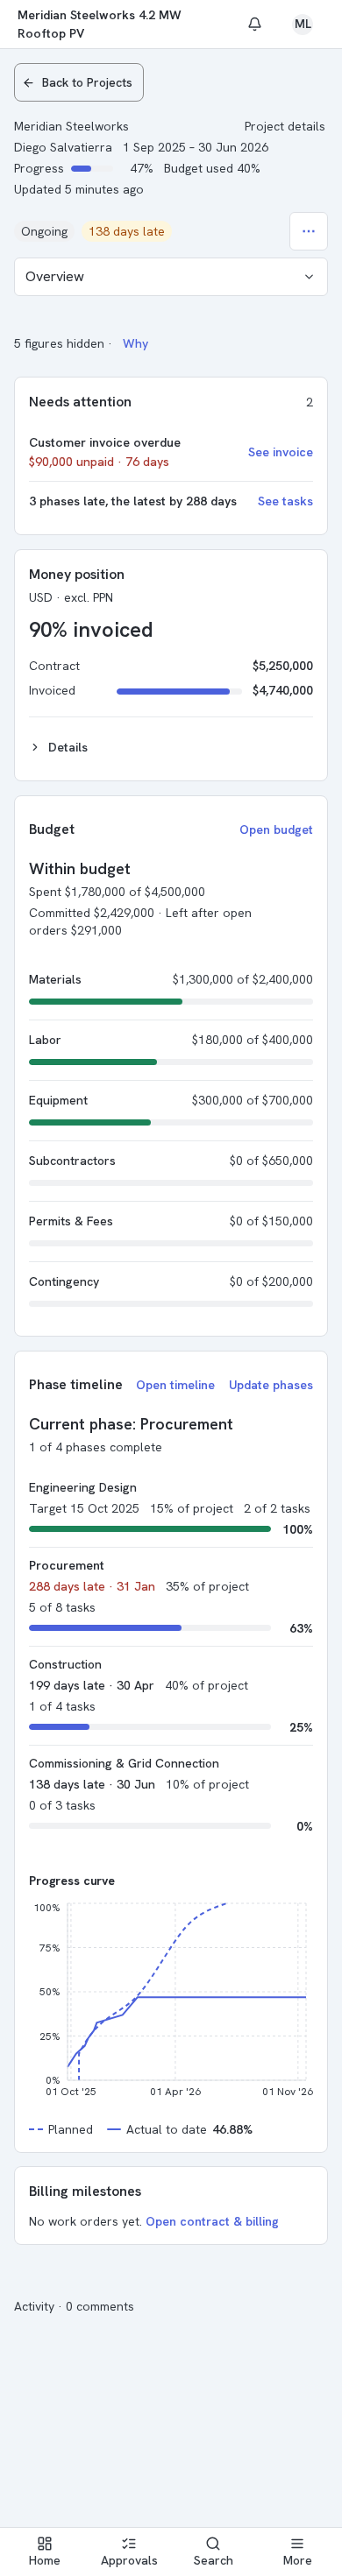 Meridian Steelworks 4.2 MW
Rooftop PV
ML
Back to Projects
Meridian Steelworks Project details
Diego Salvatierra 1 Sep 2025 – 30 Jun 2026
Progress 47% Budget used 40%
Updated 5 minutes ago
Ongoing 138 days late
Overview
5 figures hidden · Why
Needs attention 2
Customer invoice overdue
$90,000 unpaid · 76 days
See invoice
3 phases late, the latest by 288 days See tasks
Money position
USD · excl. PPN
90% invoiced
Contract $5,250,000
Invoiced $4,740,000
Details
Budget Open budget
Within budget
Spent $1,780,000 of $4,500,000
Committed $2,429,000 · Left after open
orders $291,000
Materials $1,300,000 of $2,400,000
Labor $180,000 of $400,000
Equipment $300,000 of $700,000
Subcontractors $0 of $650,000
Permits & Fees $0 of $150,000
Contingency $0 of $200,000
Phase timeline Open timeline Update phases
Current phase: Procurement
1 of 4 phases complete
Engineering Design
Target 15 Oct 2025 15% of project 2 of 2 tasks
100%
Procurement
288 days late · 31 Jan 35% of project
5 of 8 tasks
63%
Construction
199 days late · 30 Apr 40% of project
1 of 4 tasks
25%
Commissioning & Grid Connection
138 days late · 30 Jun 10% of project
0 of 3 tasks
0%
Progress curve
100%
75%
50%
25%
0%
01 Oct '25 01 Apr '26 01 Nov '26
Planned Actual to date 46.88%
Billing milestones
No work orders yet. Open contract & billing
Activity · 0 comments
Home Approvals Search More